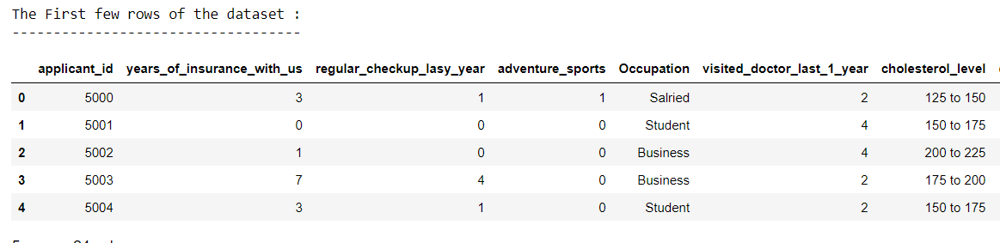 The First few rows of the dataset :
-----------------------------------
applicant_id years_of_insurance_with_us regular_checkup_lasy_year adventure_sports Occupation visited_doctor_last_1_year cholesterol_level
0 5000 3 1 1 Salried 2 125 to 150
1 5001 0 0 0 Student 4 150 to 175
2 5002 1 0 0 Business 4 200 to 225
3 5003 7 4 0 Business 2 175 to 200
4 5004 3 1 0 Student 2 150 to 175